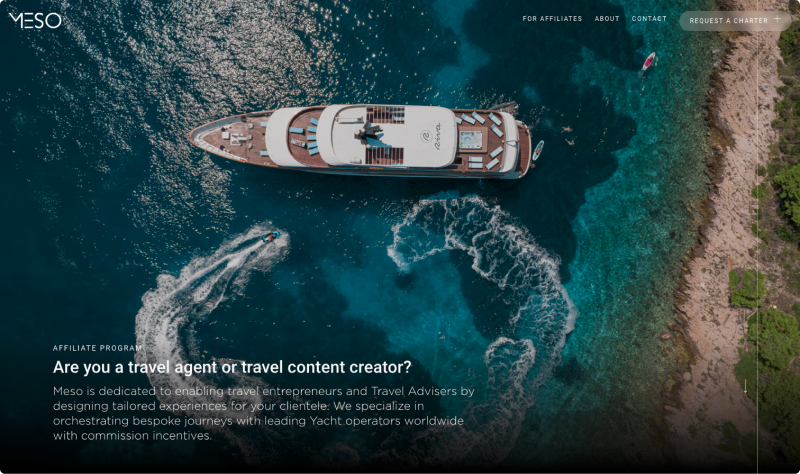 MESO
FOR AFFILIATES
ABOUT
CONTACT
REQUEST A CHARTER +
Riva
AFFILIATE PROGRAM
Are you a travel agent or travel content creator?
Meso is dedicated to enabling travel entrepreneurs and Travel Advisers by
designing tailored experiences for your clientele. We specialize in
orchestrating bespoke journeys with leading Yacht operators worldwide
with commission incentives.